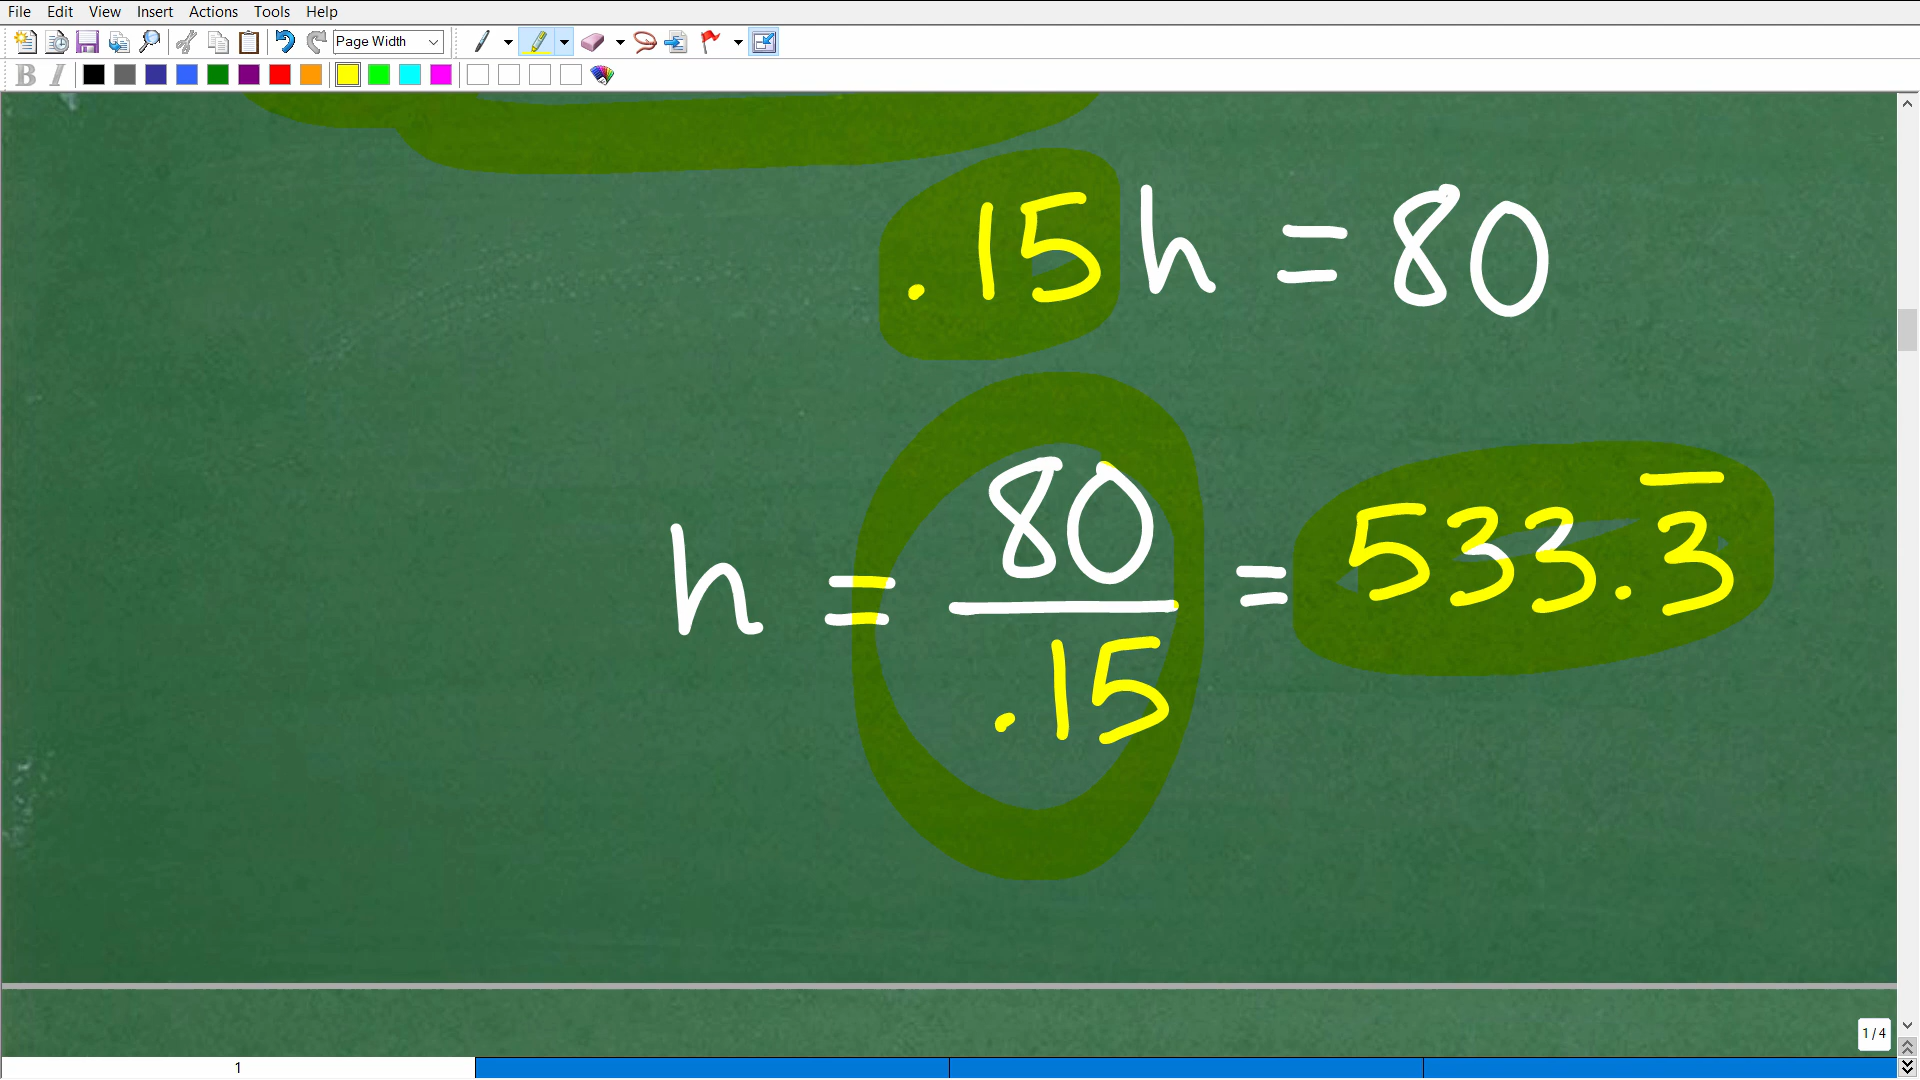 File Edit View Insert Actions Tools Help
Page Width
B I
.15h = 80
h = 80/.15 = 533.3̅
1 / 4
1